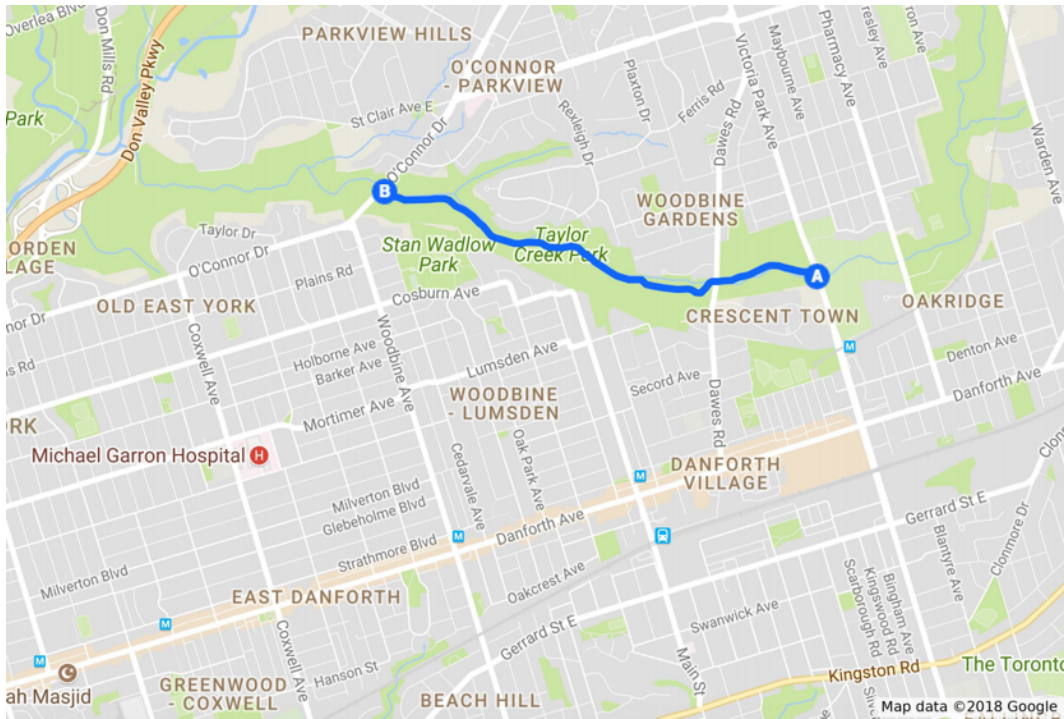 Overlea Blvd
Don Mills Rd
Don Valley Pkwy
PARKVIEW HILLS
O'CONNOR
- PARKVIEW
St Clair Ave E
Plaxton Dr
Ferris Rd
Rexleigh Dr
Dawes Rd
Victoria Park Ave
Maybourne Ave
Pharmacy Ave
Warden Ave
Park
O'Connor Dr
B
WOODBINE
GARDENS
Taylor Dr
O'Connor Dr
Stan Wadlow
Park
Taylor
Creek Park
A
Plains Rd
OLD EAST YORK
Cosburn Ave
CRESCENT TOWN
OAKRIDGE
M
Denton Ave
Danforth Ave
Coxwell Ave
Woodbine Ave
Holborne Ave
Barker Ave
Lumsden Ave
Secord Ave
Mortimer Ave
WOODBINE
- LUMSDEN
Dawes Rd
Michael Garron Hospital
H
Cedarvale Ave
Oak Park Ave
DANFORTH
VILLAGE
M
Milverton Blvd
Glebeholme Blvd
Strathmore Blvd
M
Danforth Ave
Gerrard St E
Clonmore Dr
Blantyre Ave
Milverton Blvd
EAST DANFORTH
Oakcrest Ave
M
Coxwell Ave
Gerrard St E
Swanwick Ave
Scarborough Rd
Kingswood Rd
Bingham Ave
M
Hanson St
Main St
Kingston Rd
The Toronto
ah Masjid
GREENWOOD
- COXWELL
BEACH HILL
Map data ©2018 Google